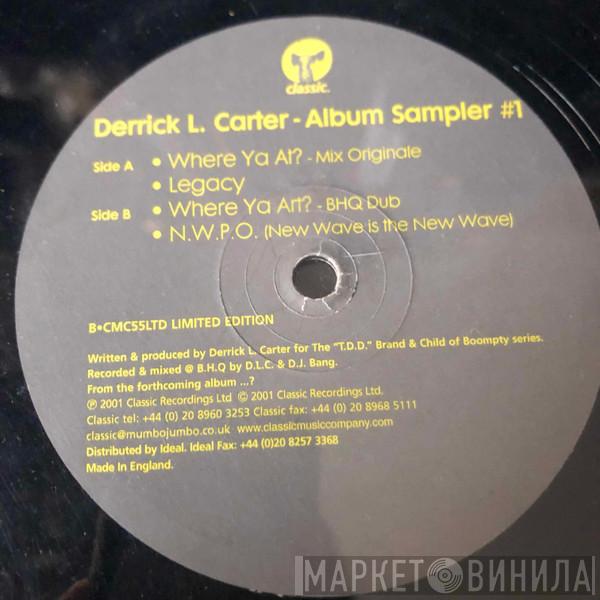 classic.
Derrick L. Carter - Album Sampler #1
Side A • Where Ya At? - Mix Originale
• Legacy
Side B • Where Ya Art? - BHQ Dub
• N.W.P.O. (New Wave is the New Wave)
B•CMC55LTD LIMITED EDITION
Written & produced by Derrick L. Carter for The "T.D.D." Brand & Child of Boompty series.
Recorded & mixed @ B.H.Q by D.L.C. & D.J. Bang.
From the forthcoming album ...?
℗ 2001 Classic Recordings Ltd © 2001 Classic Recordings Ltd.
Classic tel: +44 (0) 20 8960 3253 Classic fax: +44 (0) 20 8968 5111
classic@mumbojumbo.co.uk www.classicmusiccompany.com
Distributed by Ideal. Ideal Fax: +44 (0)20 8257 3368
Made In England.
МАРКЕТ ВИНИЛА